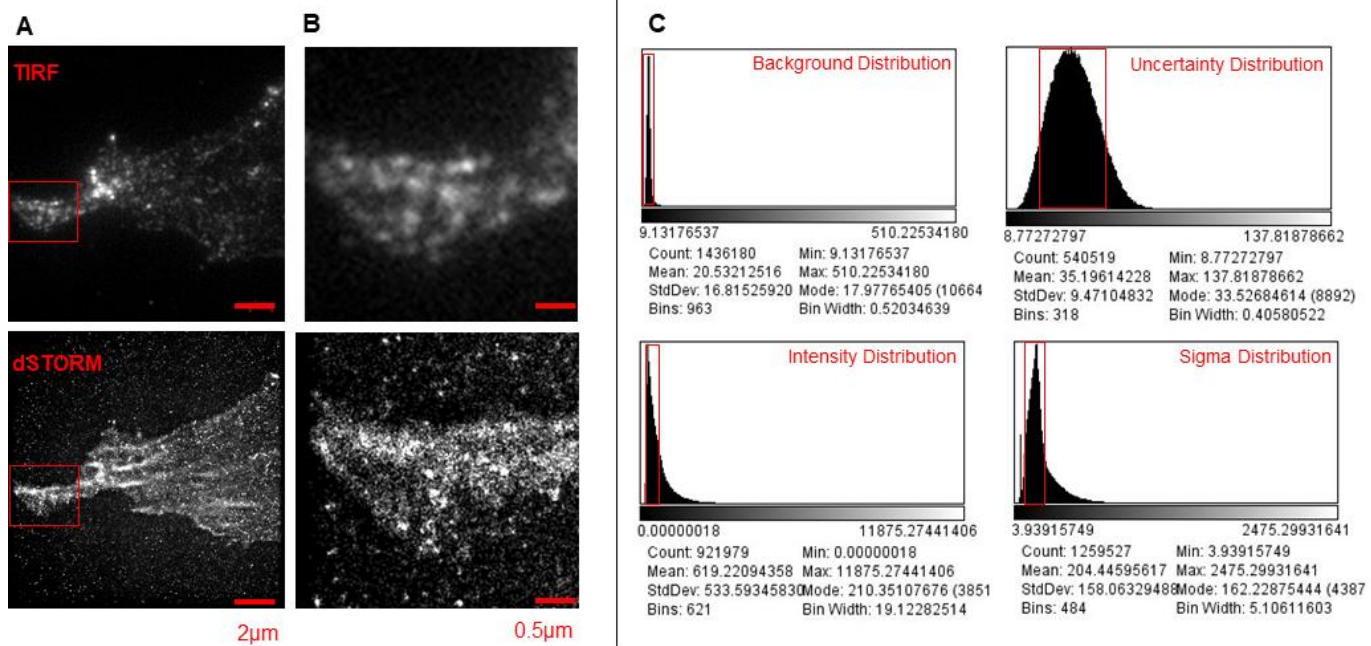 A
B
C
TIRF
dSTORM
2µm
0.5µm
Background Distribution
9.13176537 510.22534180
Count: 1436180 Min: 9.13176537
Mean: 20.53212516 Max: 510.22534180
StdDev: 16.81525920 Mode: 17.97765405 (10664
Bins: 963 Bin Width: 0.52034639
Uncertainty Distribution
8.77272797 137.81878662
Count: 540519 Min: 8.77272797
Mean: 35.19614228 Max: 137.81878662
StdDev: 9.47104832 Mode: 33.52684614 (8892)
Bins: 318 Bin Width: 0.40580522
Intensity Distribution
0.00000018 11875.27441406
Count: 921979 Min: 0.00000018
Mean: 619.22094358 Max: 11875.27441406
StdDev: 533.59345830 Mode: 210.35107676 (3851
Bins: 621 Bin Width: 19.12282514
Sigma Distribution
3.93915749 2475.29931641
Count: 1259527 Min: 3.93915749
Mean: 204.44595617 Max: 2475.29931641
StdDev: 158.06329488 Mode: 162.22875444 (4387
Bins: 484 Bin Width: 5.10611603